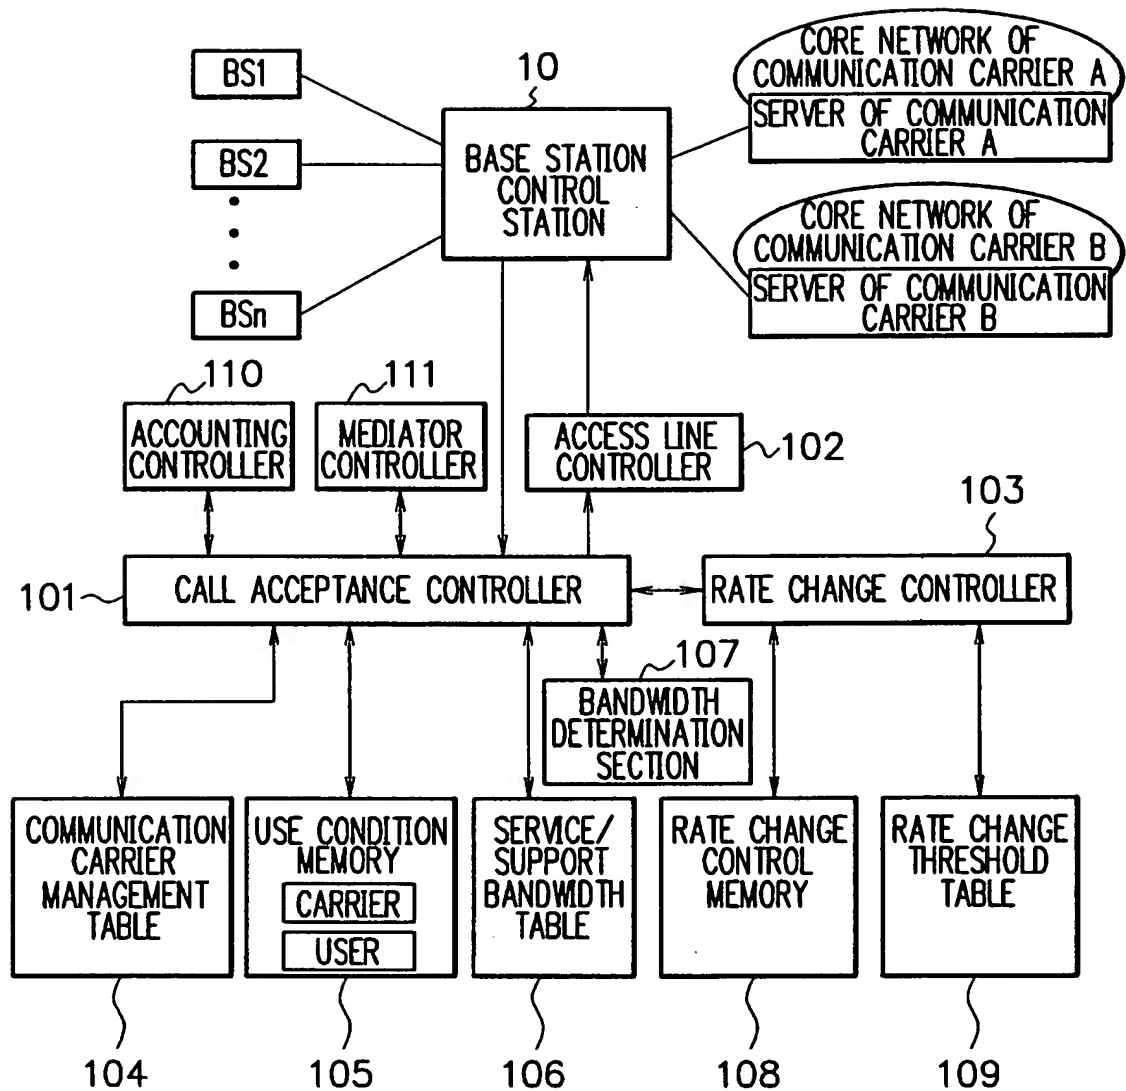 CORE NETWORK OF
COMMUNICATION CARRIER A
SERVER OF COMMUNICATION
CARRIER A
BS1
10
BASE STATION
CONTROL
STATION
BS2
CORE NETWORK OF
COMMUNICATION CARRIER B
SERVER OF COMMUNICATION
CARRIER B
BSn
110
111
ACCOUNTING
CONTROLLER
MEDIATOR
CONTROLLER
ACCESS LINE
CONTROLLER
102
103
101
CALL ACCEPTANCE CONTROLLER
RATE CHANGE CONTROLLER
107
BANDWIDTH
DETERMINATION
SECTION
COMMUNICATION
CARRIER
MANAGEMENT
TABLE
USE CONDITION
MEMORY
CARRIER
USER
SERVICE/
SUPPORT
BANDWIDTH
TABLE
RATE CHANGE
CONTROL
MEMORY
RATE CHANGE
THRESHOLD
TABLE
104
105
106
108
109